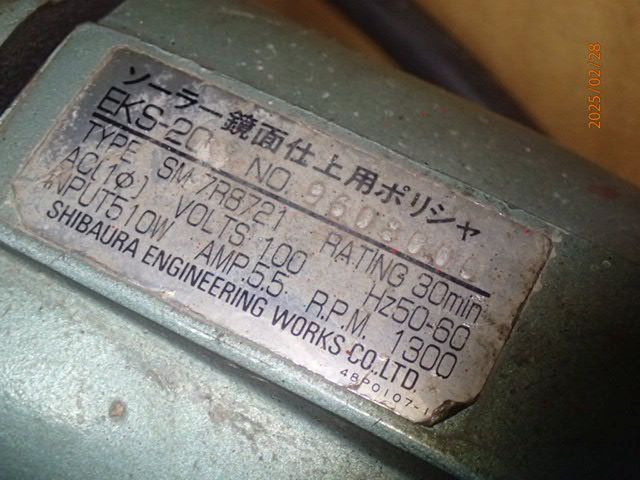 ソーラー鏡面仕上用ポリシャ
EKS-20 NO.
TYPE SM-7R8721 RATING 30min
AC(1φ) VOLTS 100 Hz50-60
INPUT510W AMP.5.5 R.P.M. 1300
SHIBAURA ENGINEERING WORKS CO.,LTD.
48P0107-1
2025/02/28